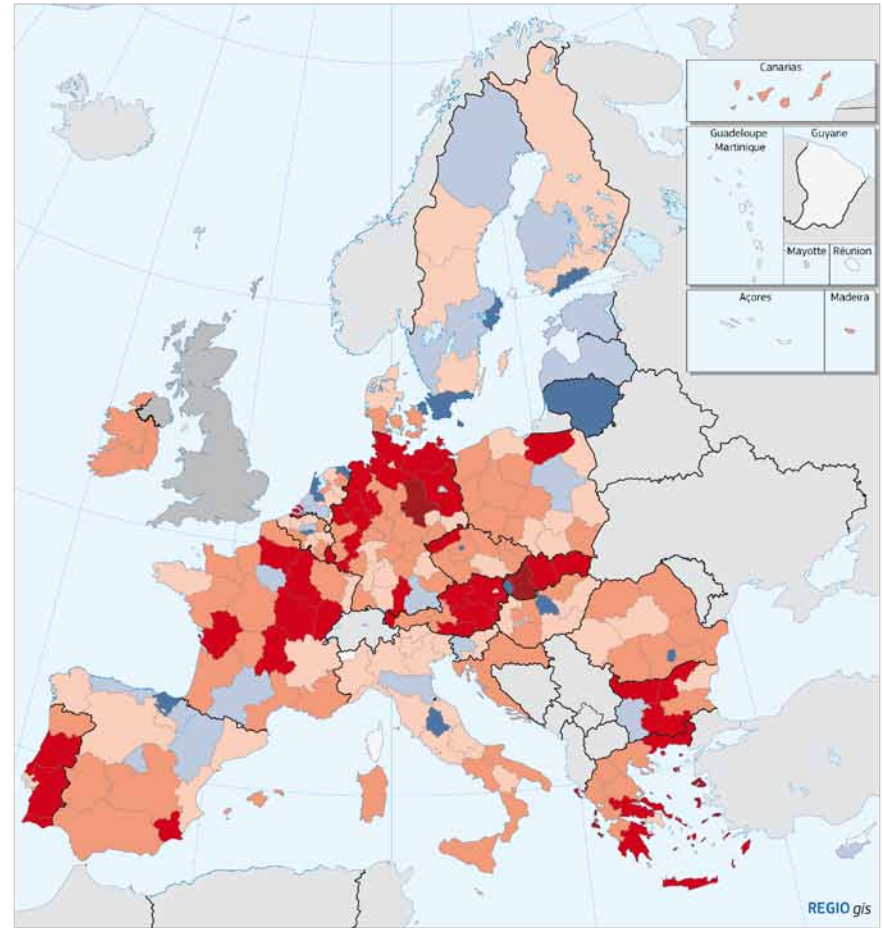 Canarias
Guadeloupe
Martinique
Guyane
Mayotte
Réunion
Açores
Madeira
REGIO gis